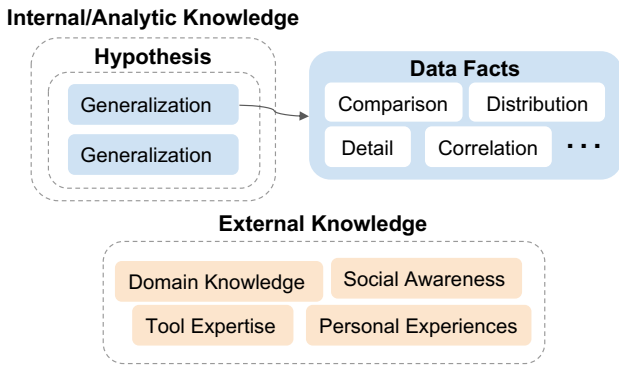 Internal/Analytic Knowledge
Hypothesis
Generalization
Generalization
Data Facts
Comparison
Distribution
Detail
Correlation
...
External Knowledge
Domain Knowledge
Social Awareness
Tool Expertise
Personal Experiences